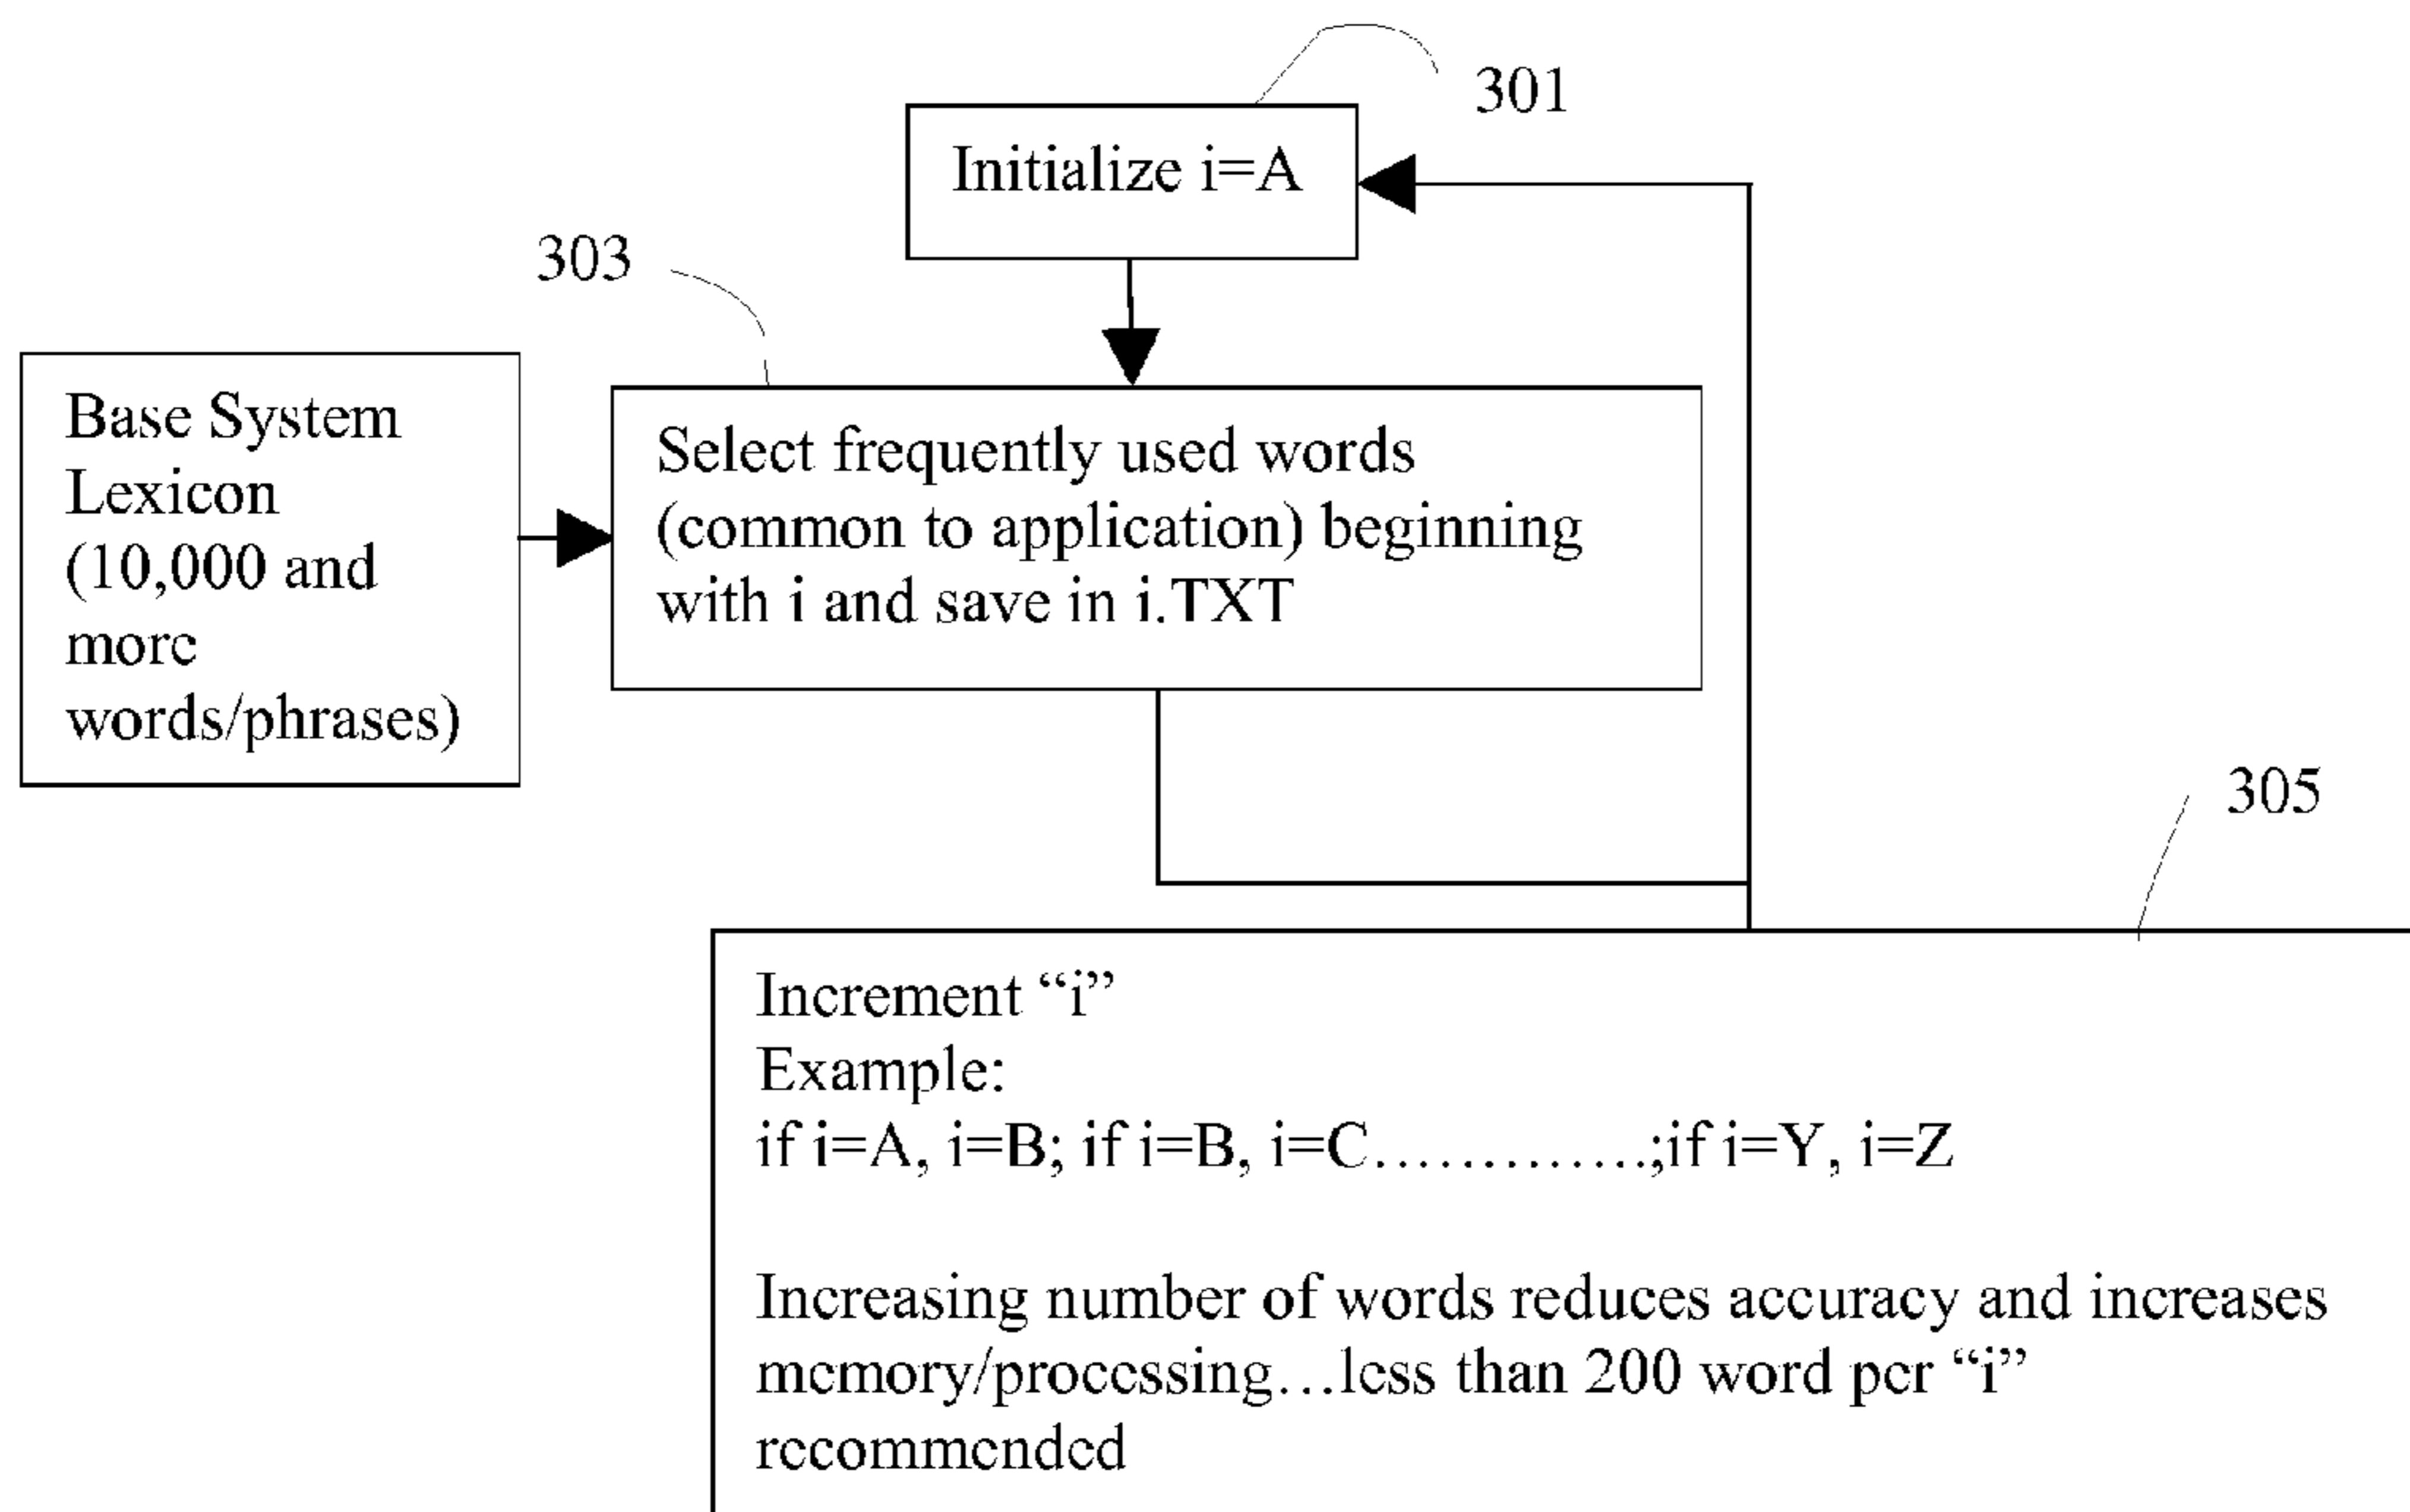 301
Initialize i=A
303
Base System
Lexicon
(10,000 and
more
words/phrases)
Select frequently used words
(common to application) beginning
with i and save in i.TXT
305
Increment “i”
Example:
if i=A, i=B; if i=B, i=C.............;if i=Y, i=Z
Increasing number of words reduces accuracy and increases
memory/processing…less than 200 word per “i”
recommended